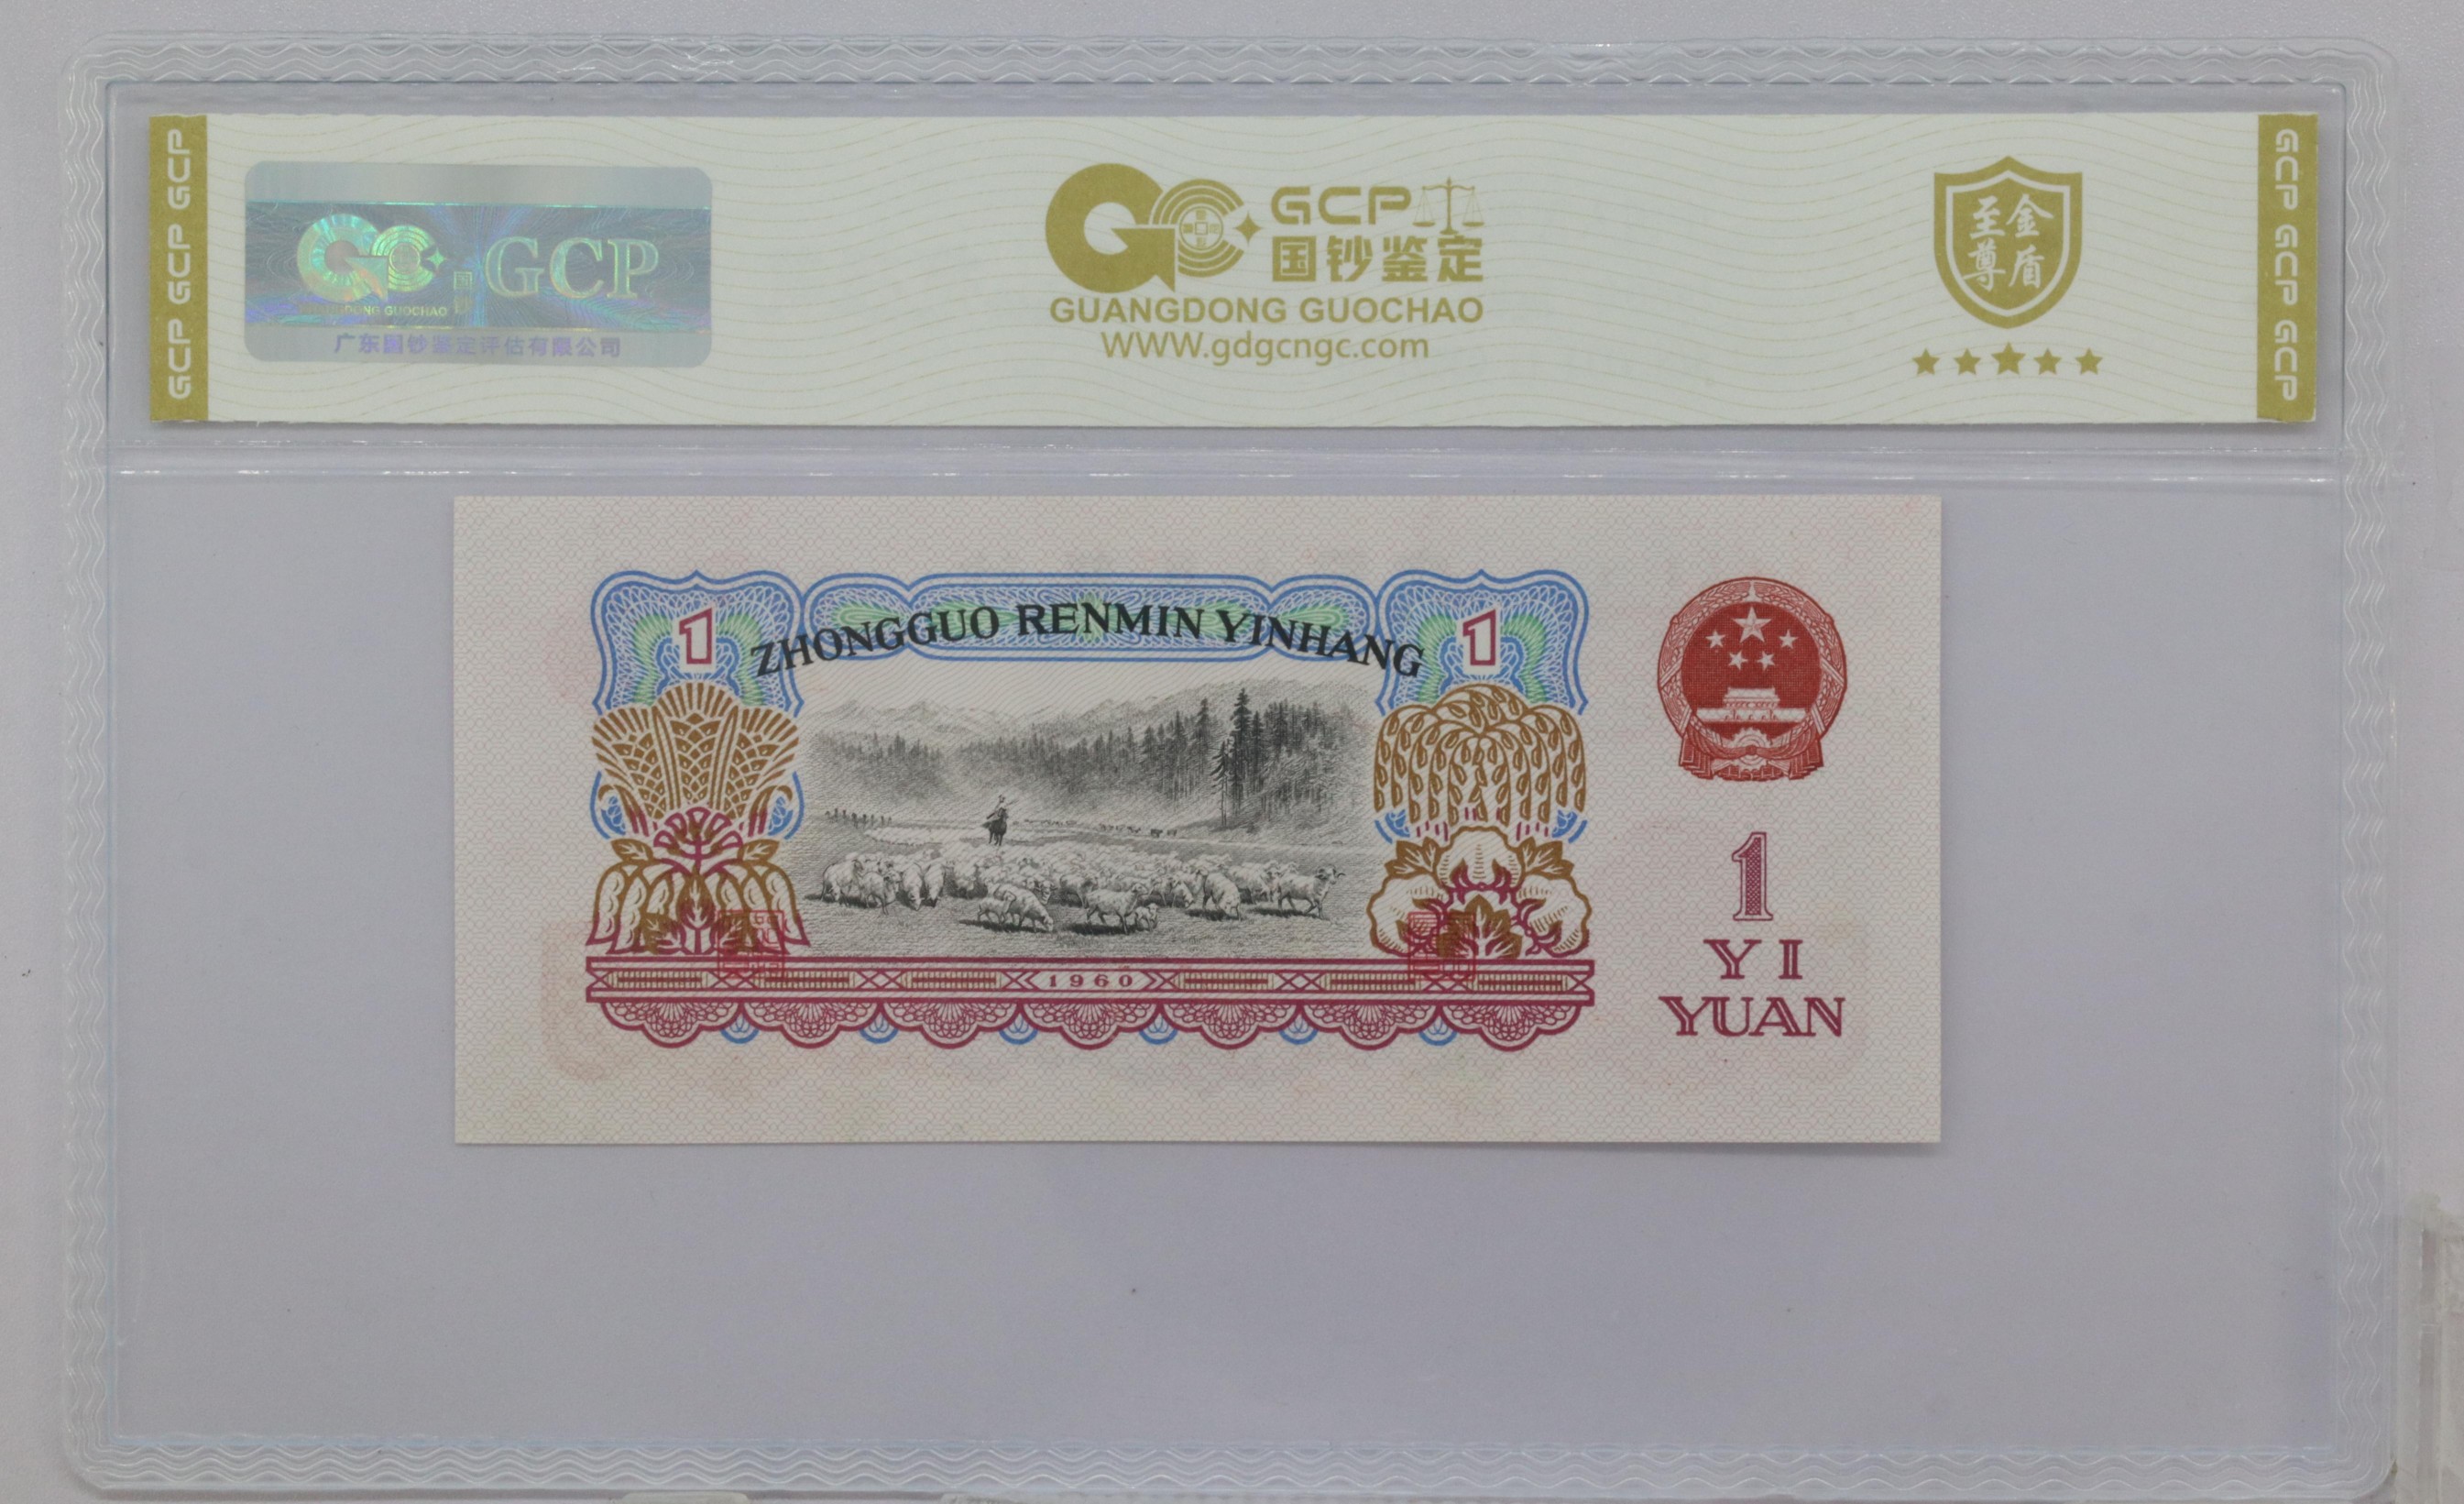 GCP GCP GCP
GCP
GUANGDONG GUOCHAO
广东国钞鉴定评估有限公司
GCP
国钞鉴定
GUANGDONG GUOCHAO
WWW.gdgcngc.com
金盾
至尊
GCP GCP GCP
ZHONGGUO RENMIN YINHANG
1
1
1960
1
YI
YUAN